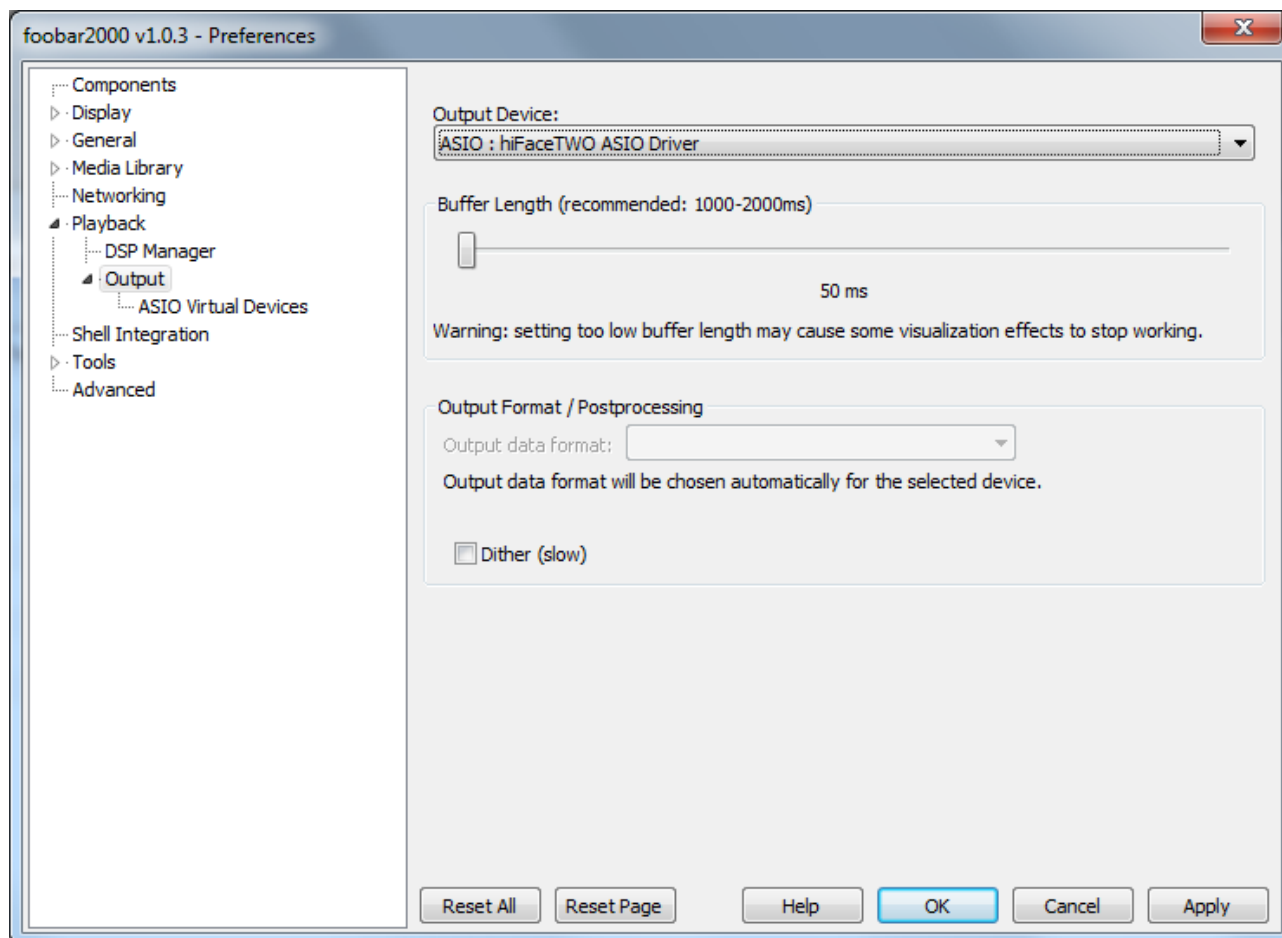 foobar2000 v1.0.3 - Preferences
Components
Display
General
Media Library
Networking
Playback
DSP Manager
Output
ASIO Virtual Devices
Shell Integration
Tools
Advanced
Output Device:
ASIO : hiFaceTWO ASIO Driver
Buffer Length (recommended: 1000-2000ms)
50 ms
Warning: setting too low buffer length may cause some visualization effects to stop working.
Output Format / Postprocessing
Output data format:
Output data format will be chosen automatically for the selected device.
Dither (slow)
Reset All Reset Page Help OK Cancel Apply